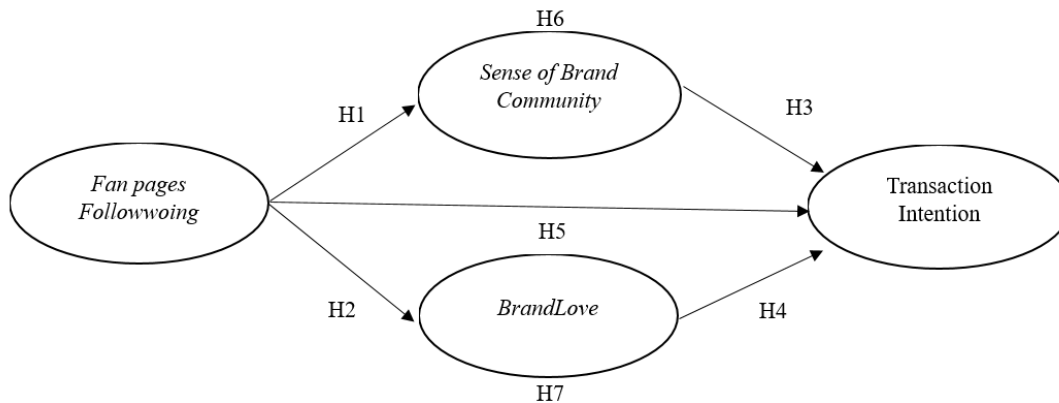 H6
Sense of Brand
Community
H1
H3
Fan pages
Followwoing
Transaction
Intention
H5
H2
BrandLove
H4
H7